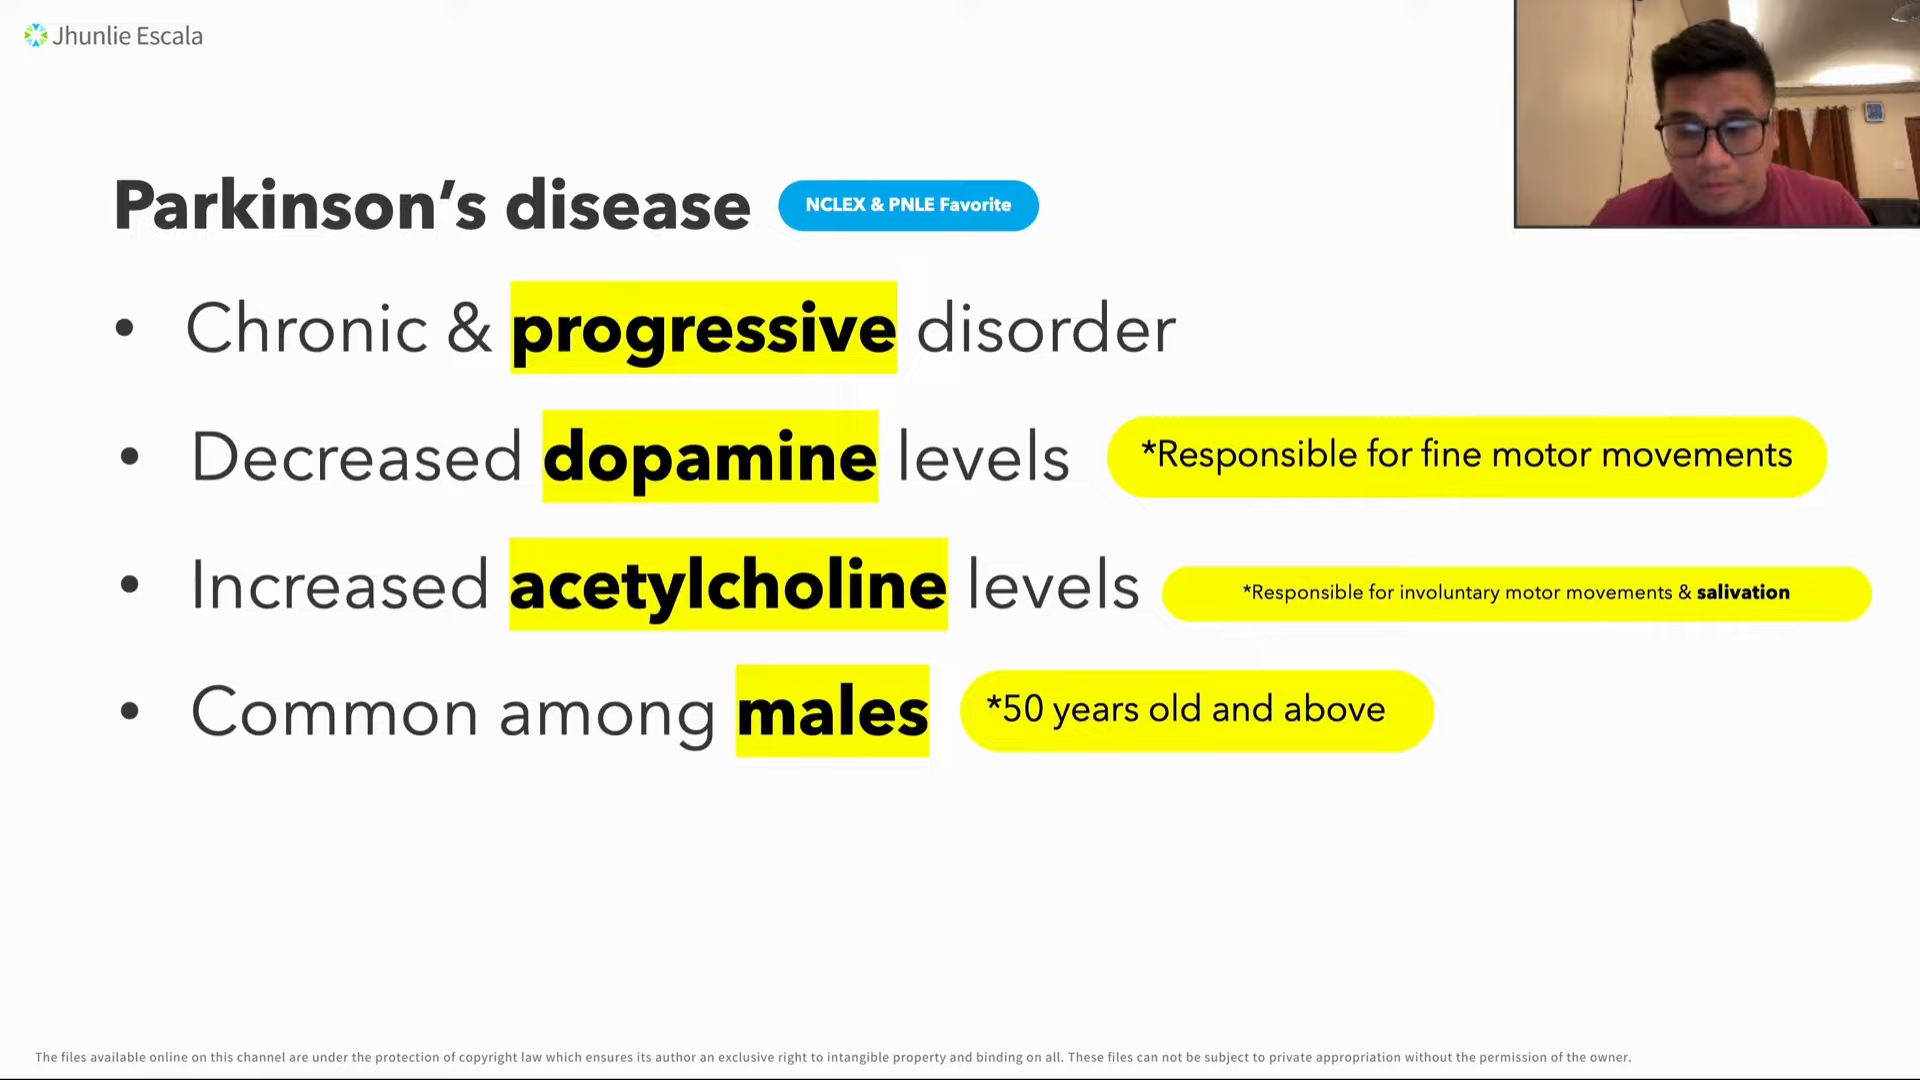 Jhunlie Escala
Parkinson’s disease
NCLEX & PNLE Favorite
• Chronic & progressive disorder
• Decreased dopamine levels
*Responsible for fine motor movements
• Increased acetylcholine levels
*Responsible for involuntary motor movements & salivation
• Common among males
*50 years old and above
The files available online on this channel are under the protection of copyright law which ensures its author an exclusive right to intangible property and binding on all. These files can not be subject to private appropriation without the permission of the owner.